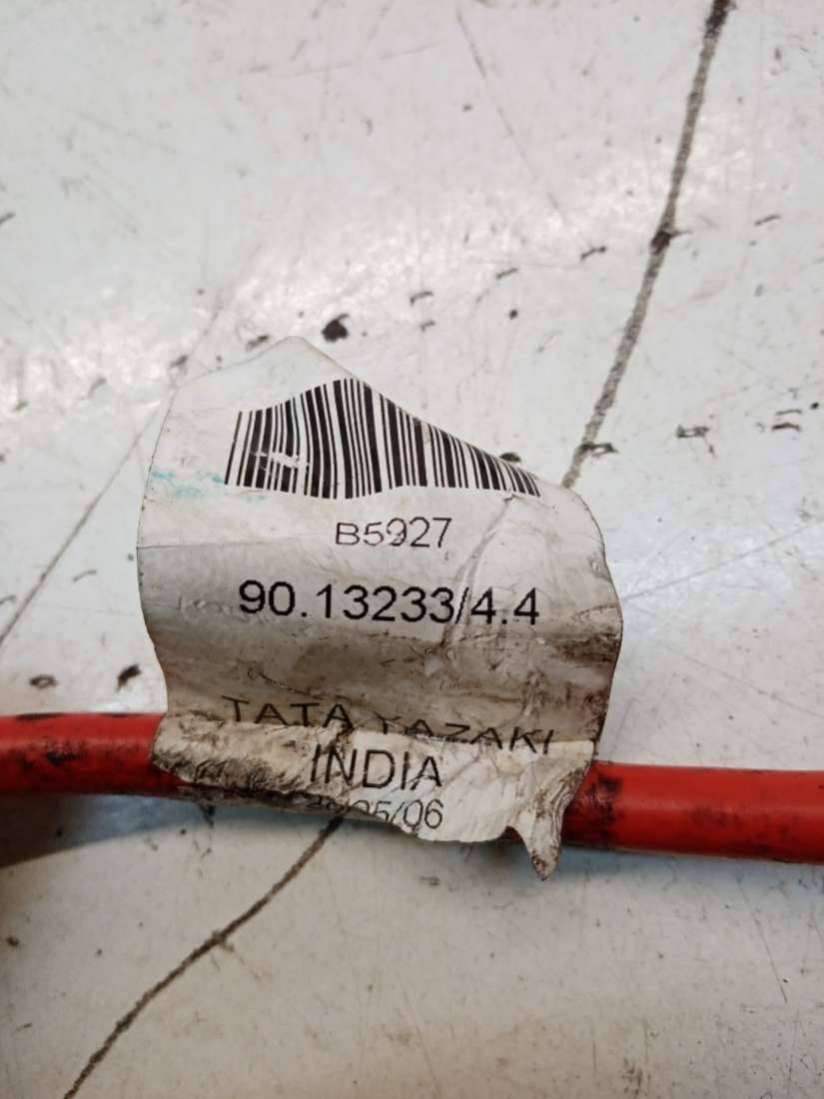 B5927
90.13233/4.4
TATA YAZAKI
INDIA